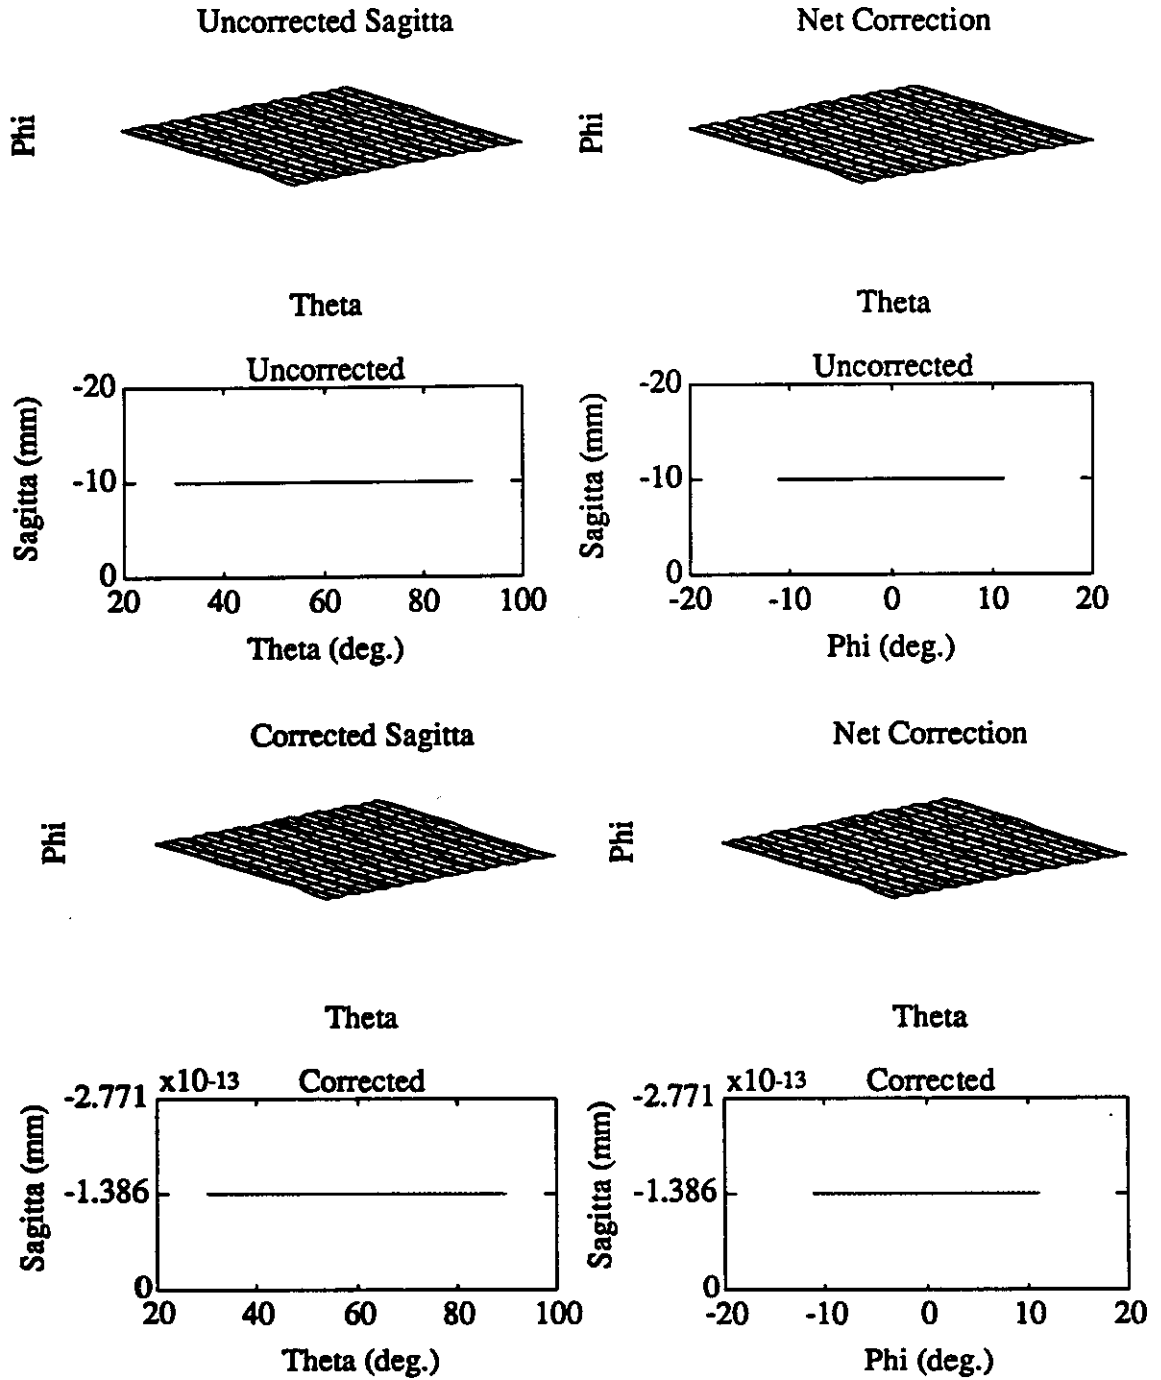 Uncorrected Sagitta
Net Correction
Phi
Phi
Theta
Theta
Uncorrected
-20
-10
0
Sagitta (mm)
20 40 60 80 100
Theta (deg.)
Uncorrected
-20
-10
0
Sagitta (mm)
-20 -10 0 10 20
Phi (deg.)
Corrected Sagitta
Net Correction
Phi
Phi
Theta
Theta
x10-13 Corrected
-2.771
-1.386
0
Sagitta (mm)
20 40 60 80 100
Theta (deg.)
x10-13 Corrected
-2.771
-1.386
0
Sagitta (mm)
-20 -10 0 10 20
Phi (deg.)